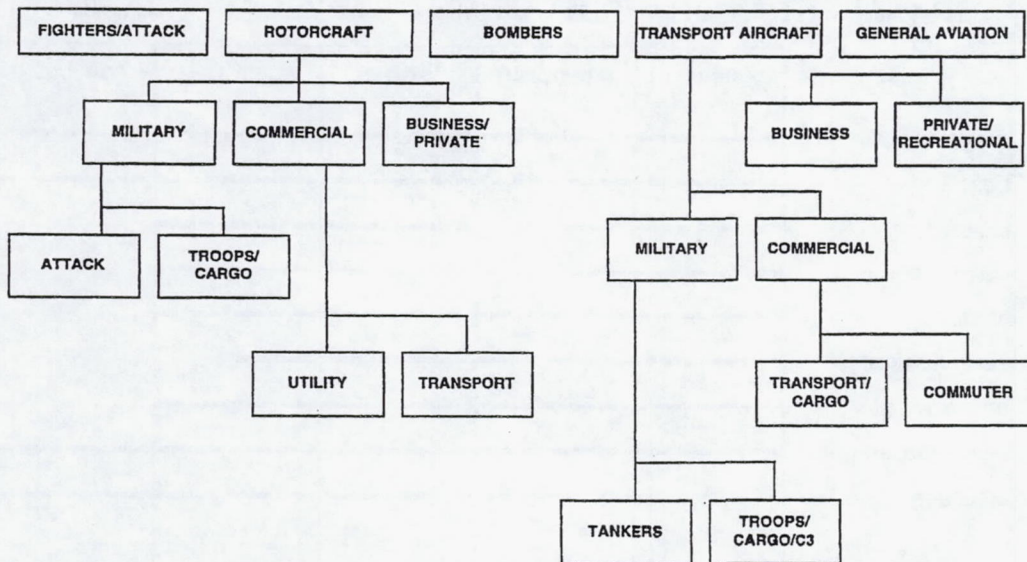 FIGHTERS/ATTACK
ROTORCRAFT
BOMBERS
TRANSPORT AIRCRAFT
GENERAL AVIATION
MILITARY
COMMERCIAL
BUSINESS/
PRIVATE
BUSINESS
PRIVATE/
RECREATIONAL
ATTACK
TROOPS/
CARGO
MILITARY
COMMERCIAL
UTILITY
TRANSPORT
TRANSPORT/
CARGO
COMMUTER
TANKERS
TROOPS/
CARGO/C3